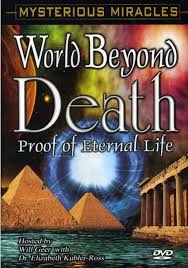 MYSTERIOUS MIRACLES
World Beyond
Death
Proof of Eternal Life
Hosted by
Will Geer with
Dr. Elizabeth Kubler-Ross
DVD